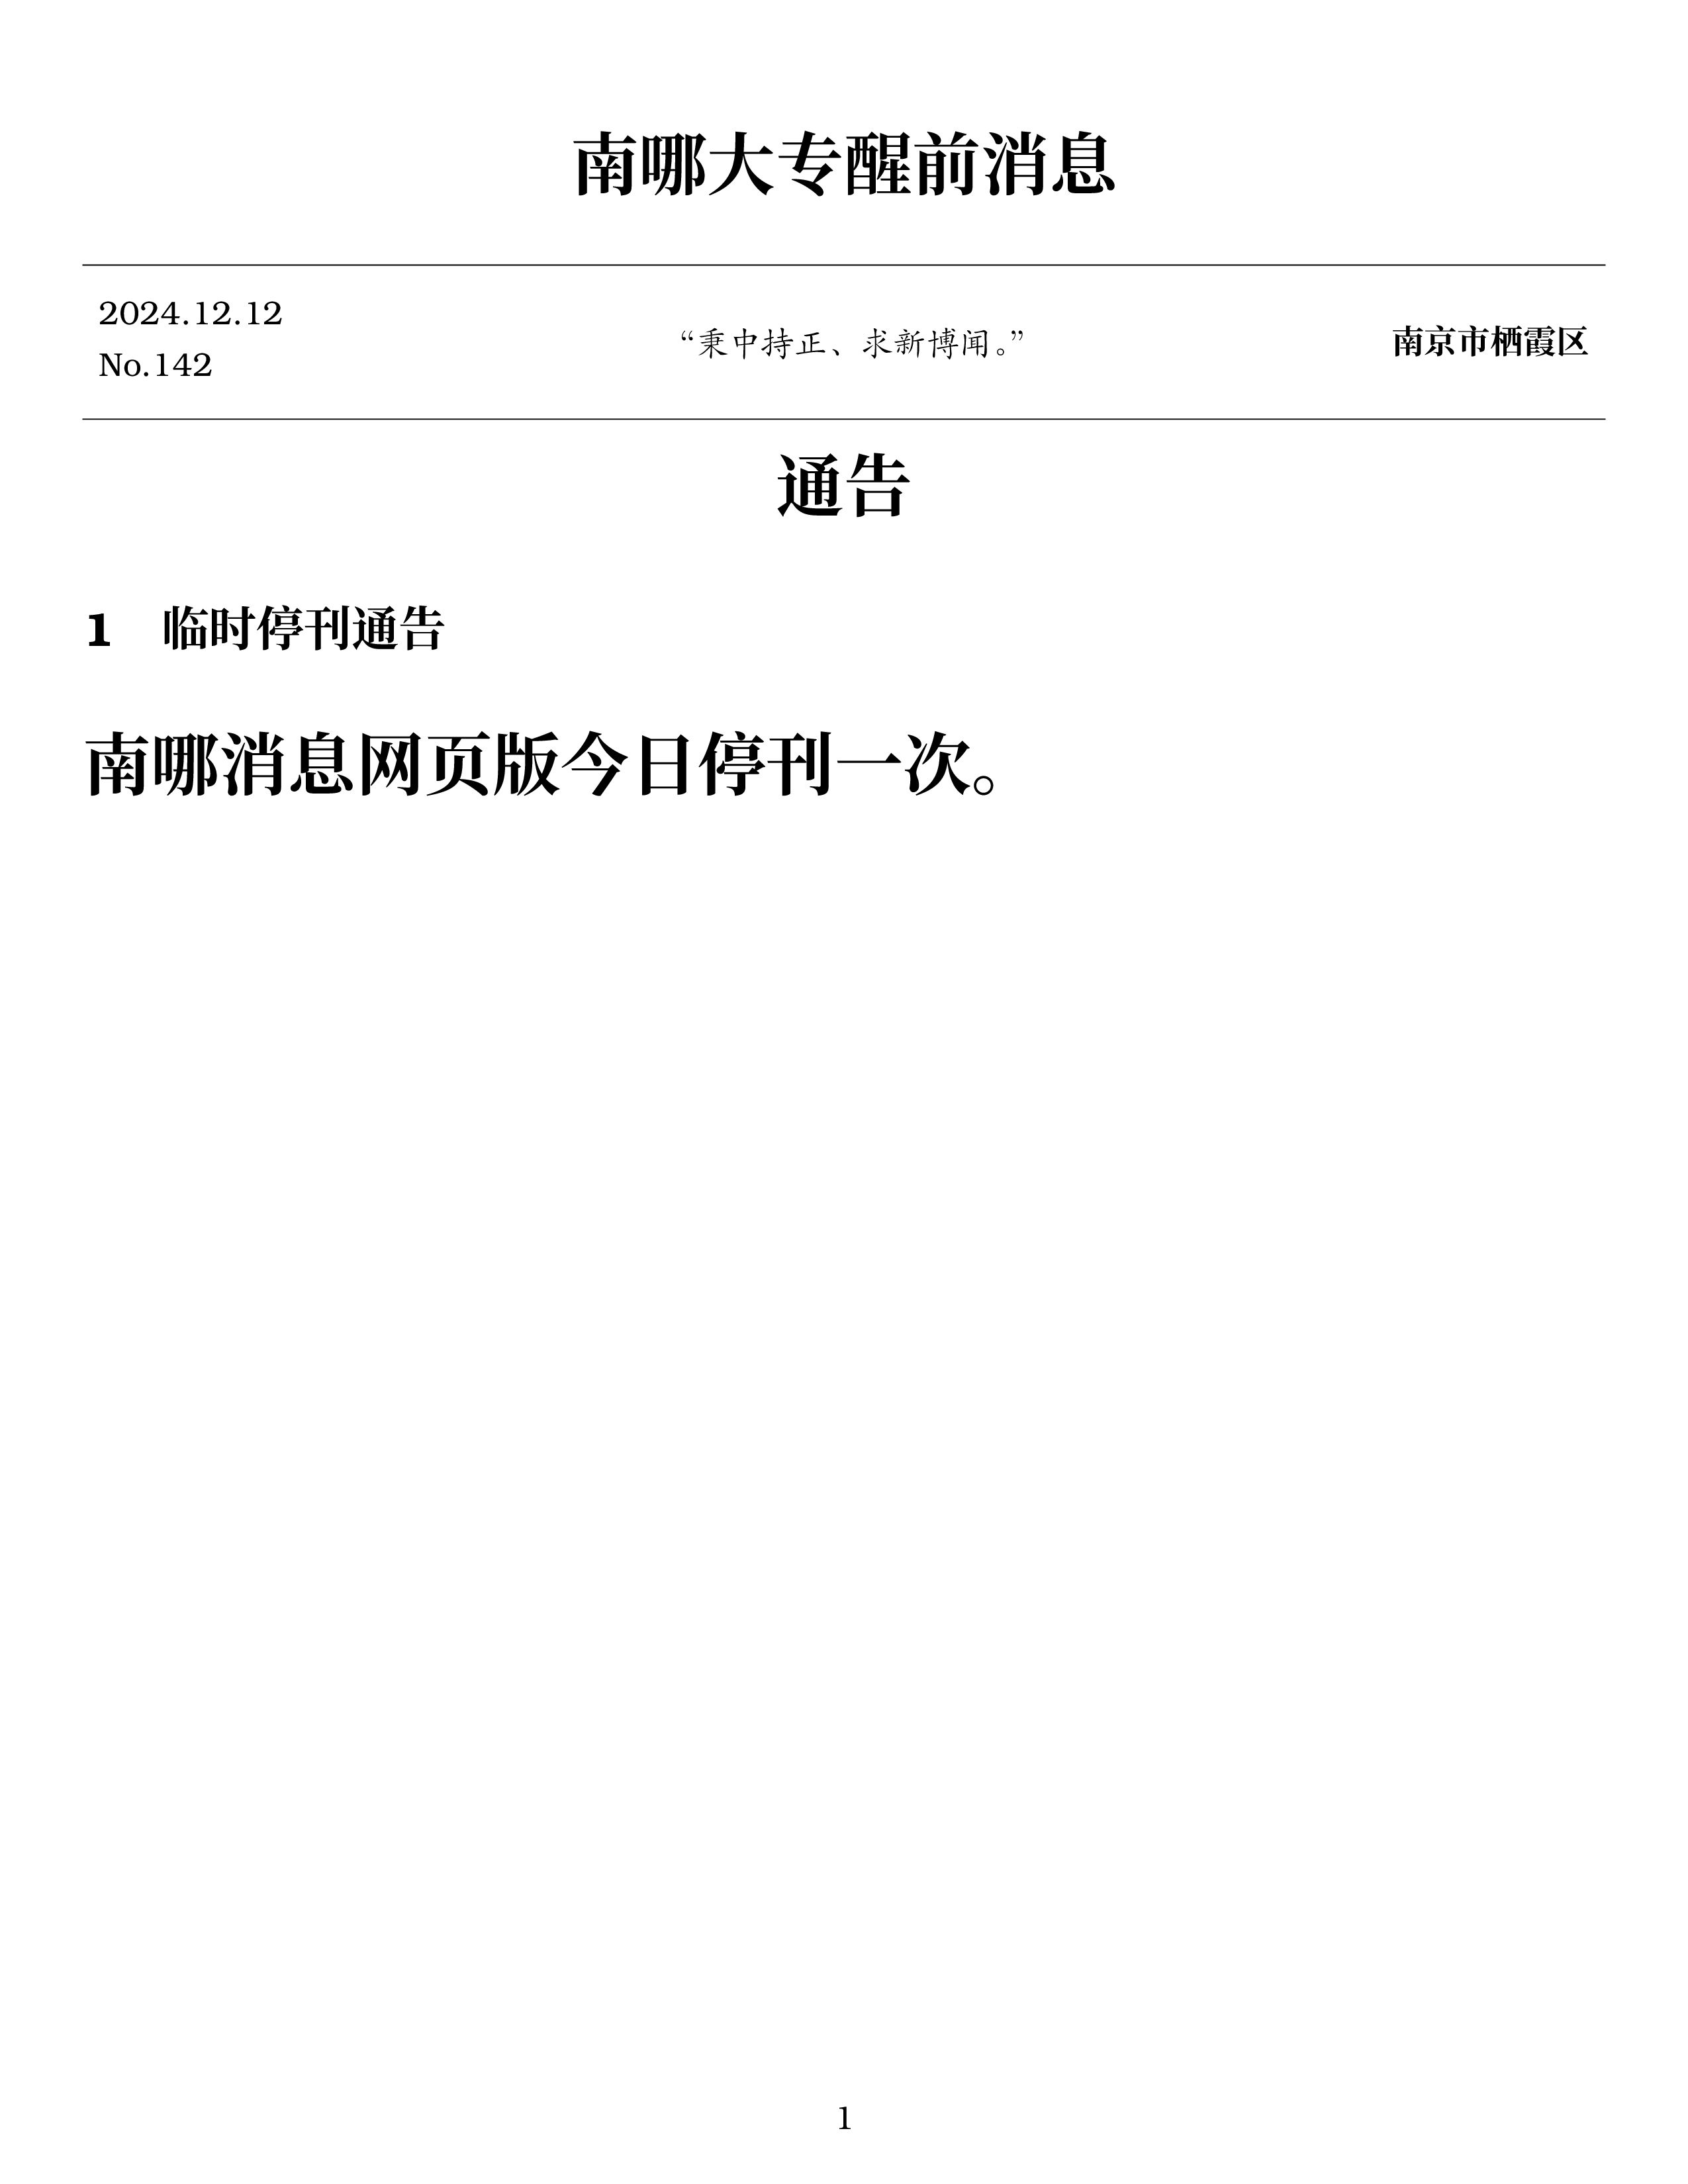 南哪大专醒前消息
2024.12.12
No.142
“秉中持正、求新博闻。”
南京市栖霞区
通告
1 临时停刊通告
南哪消息网页版今日停刊一次。
1